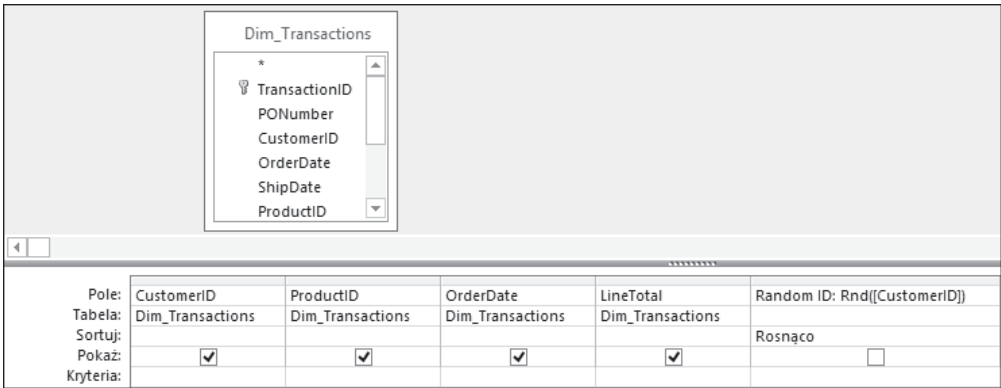 Dim_Transactions
*
TransactionID
PONumber
CustomerID
OrderDate
ShipDate
ProductID
Pole: CustomerID ProductID OrderDate LineTotal Random ID: Rnd([CustomerID])
Tabela: Dim_Transactions Dim_Transactions Dim_Transactions Dim_Transactions
Sortuj: Rosnąco
Pokaż:
Kryteria: